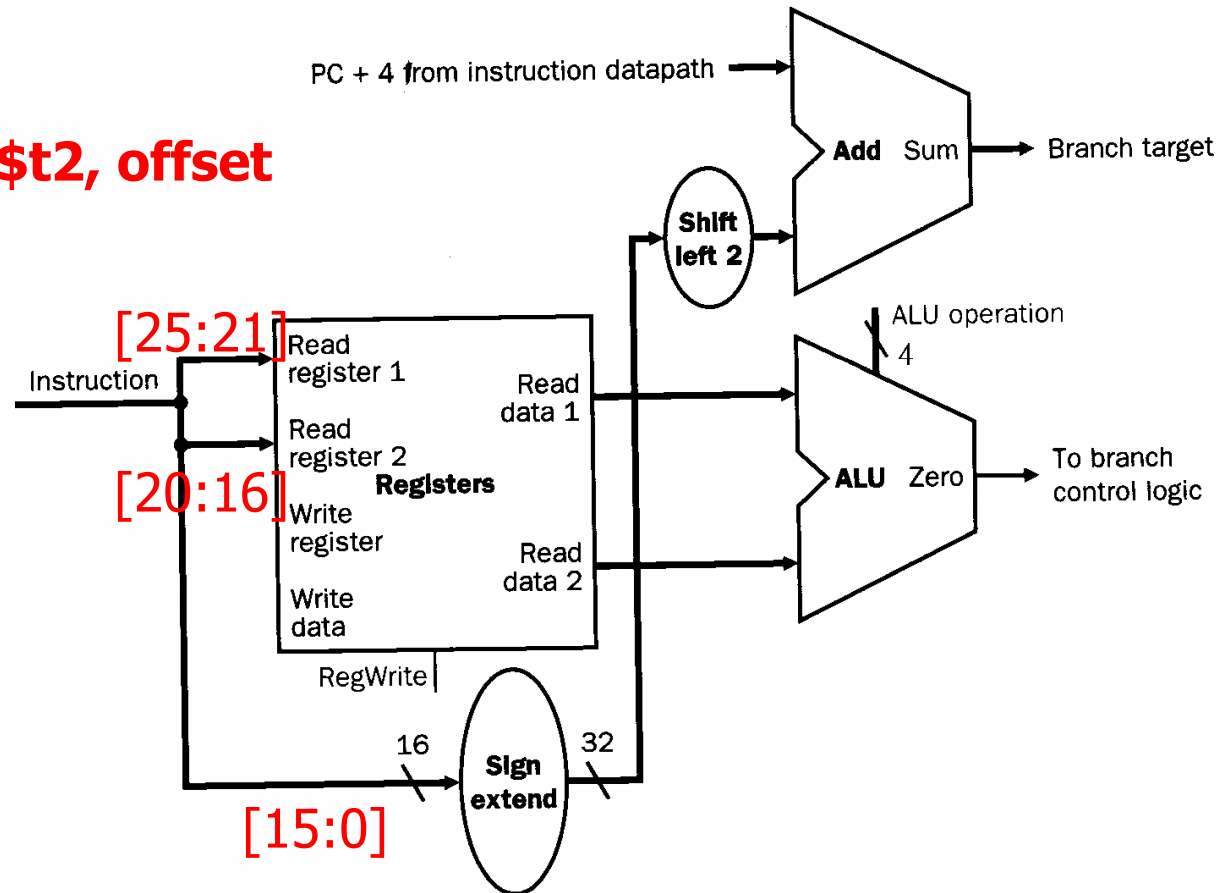 PC + 4 from instruction datapath
$t2, offset
Add Sum
Branch target
Shift
left 2
[25:21]
ALU operation
4
Instruction
Read
register 1
Read
data 1
Read
register 2
[20:16]
Registers
ALU Zero
To branch
control logic
Write
register
Read
data 2
Write
data
RegWrite
16
Sign
extend
32
[15:0]